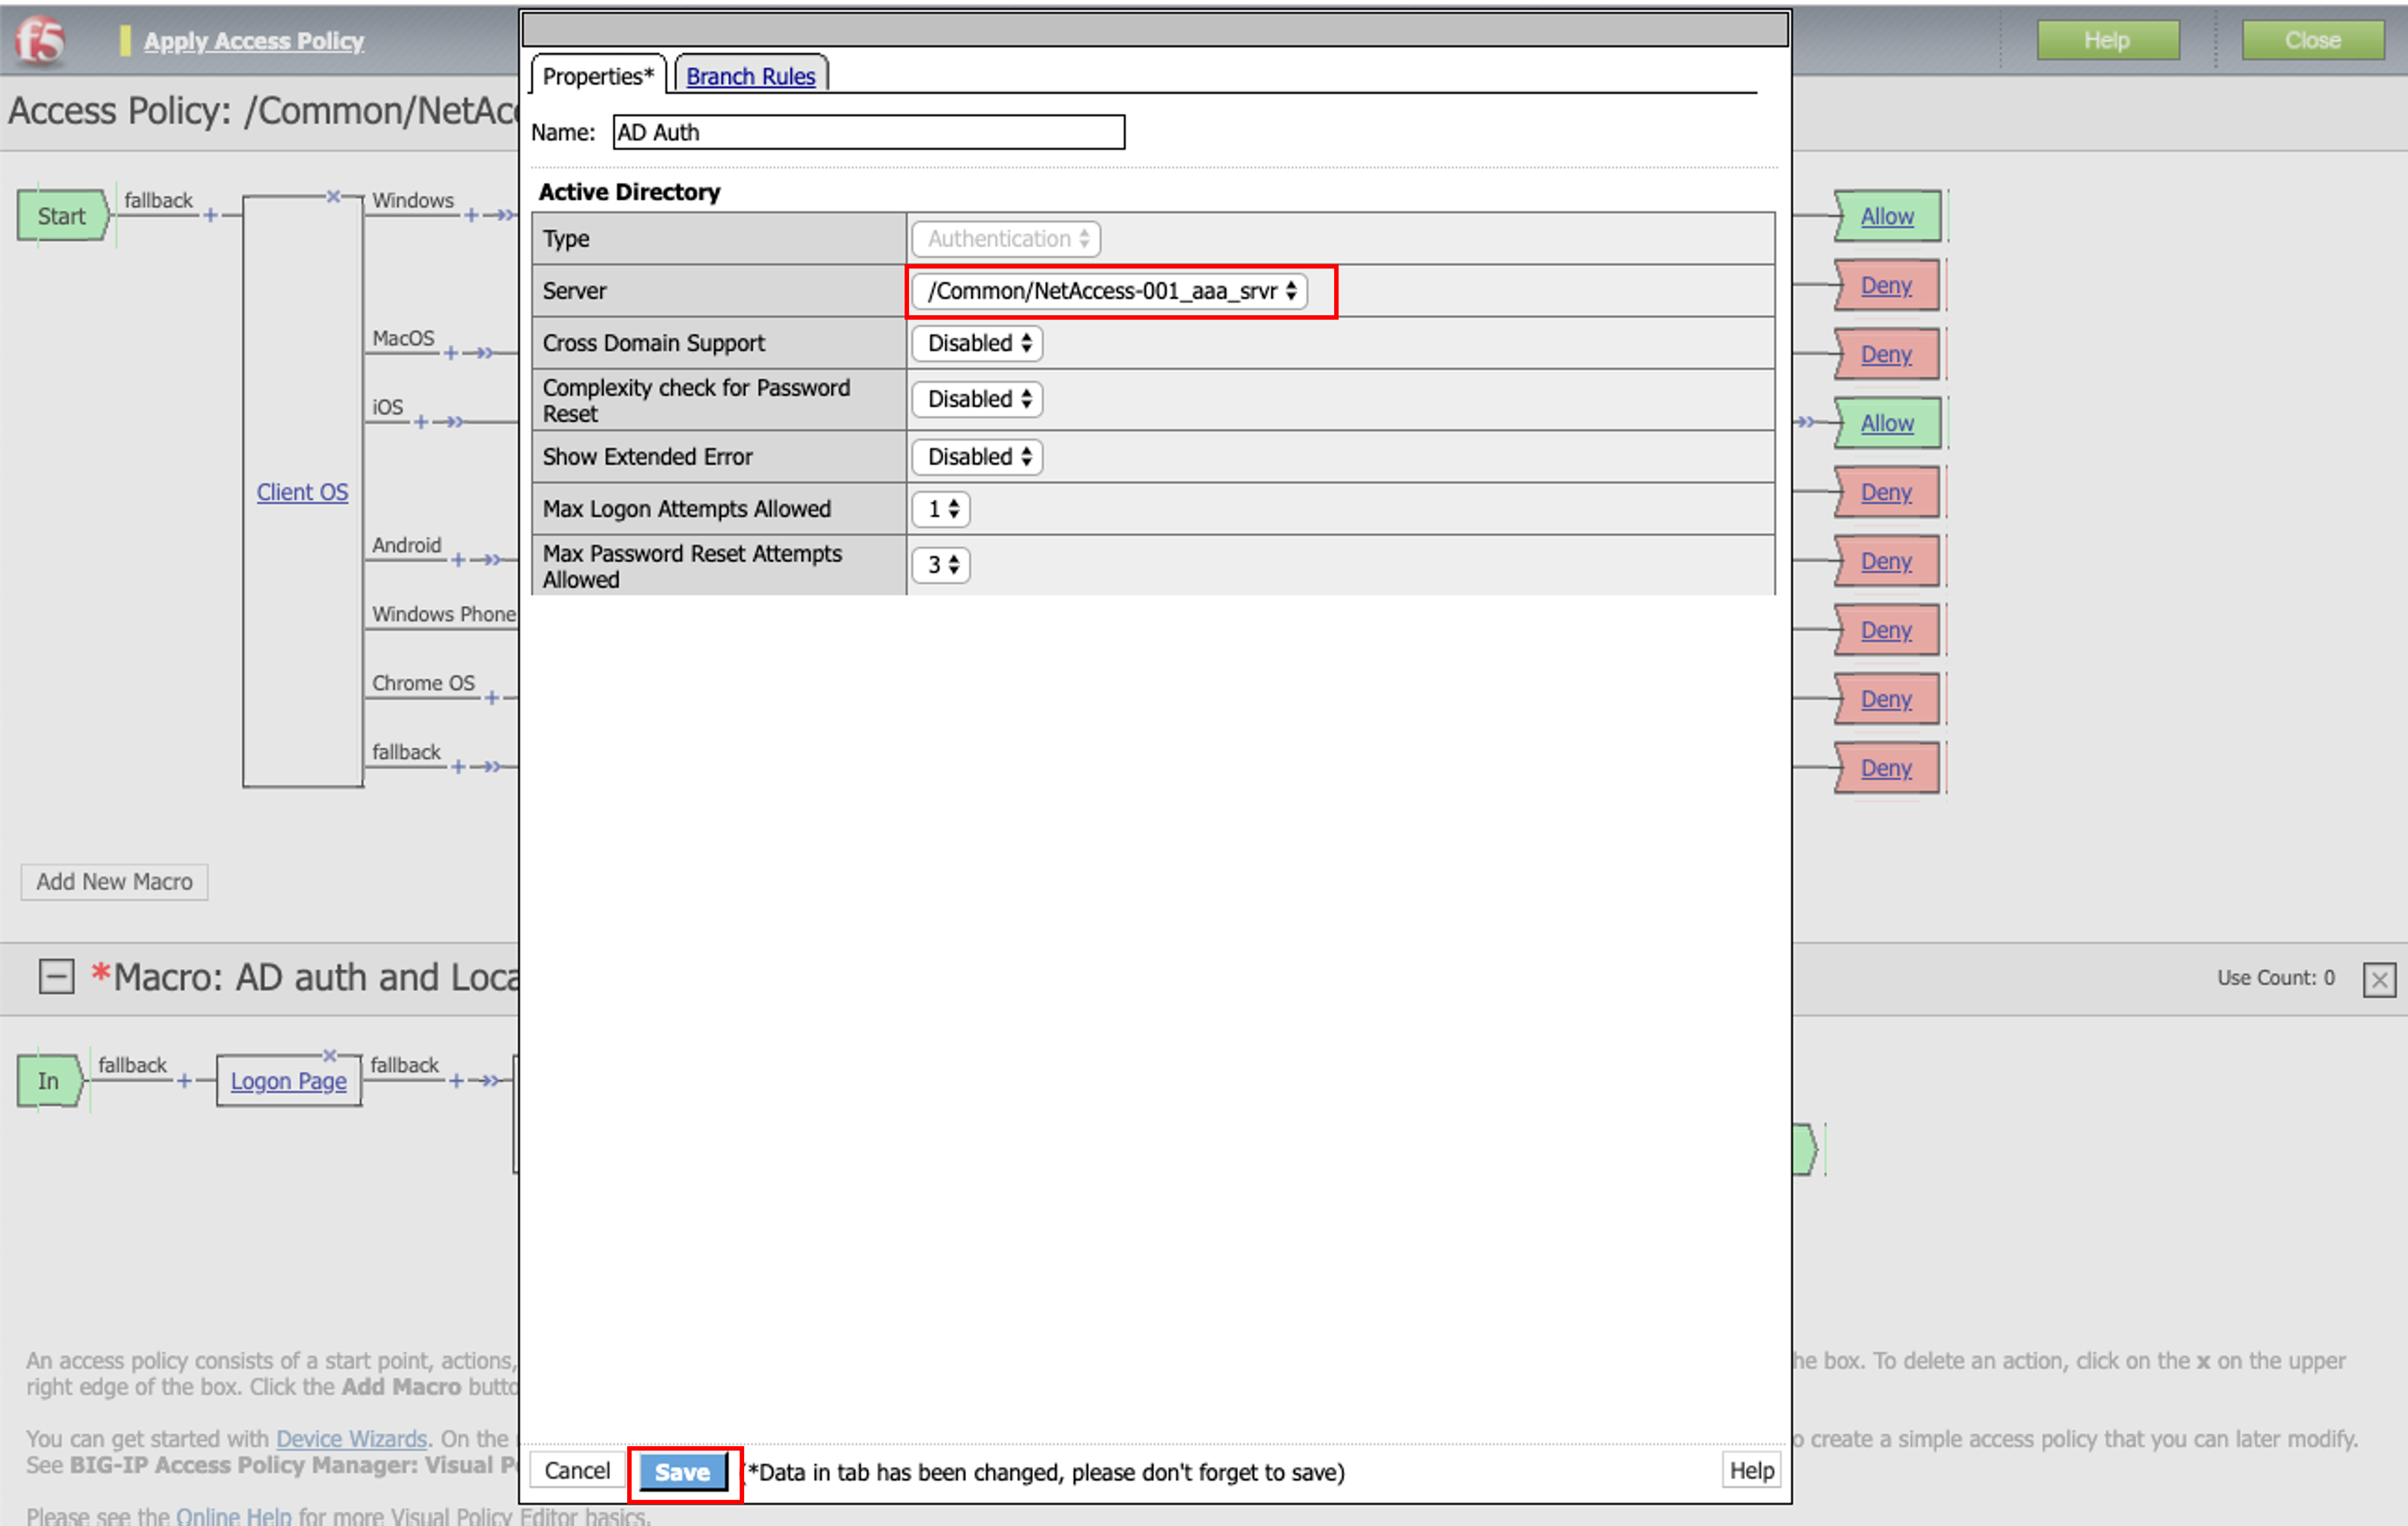 f5
Apply Access Policy
Help
Close
Access Policy: /Common/NetAcc
Properties*
Branch Rules
Name:
AD Auth
Active Directory
Type
Authentication
Server
/Common/NetAccess-001_aaa_srvr
Cross Domain Support
Disabled
Complexity check for Password
Reset
Disabled
Show Extended Error
Disabled
Max Logon Attempts Allowed
1
Max Password Reset Attempts
Allowed
3
Start
fallback
+
x
Client OS
Windows
+
MacOS
+
iOS
+
Android
+
Windows Phone
Chrome OS
+
fallback
+
Allow
Deny
Deny
Allow
Deny
Deny
Deny
Deny
Deny
Add New Macro
*Macro: AD auth and Loca
Use Count: 0
In
fallback
+
x
Logon Page
fallback
+
An access policy consists of a start point, actions,
he box. To delete an action, click on the x on the upper
right edge of the box. Click the Add Macro butto
You can get started with Device Wizards. On the
o create a simple access policy that you can later modify.
See BIG-IP Access Policy Manager: Visual P
Please see the Online Help for more Visual Policy Editor basics.
Cancel
Save
(*Data in tab has been changed, please don't forget to save)
Help